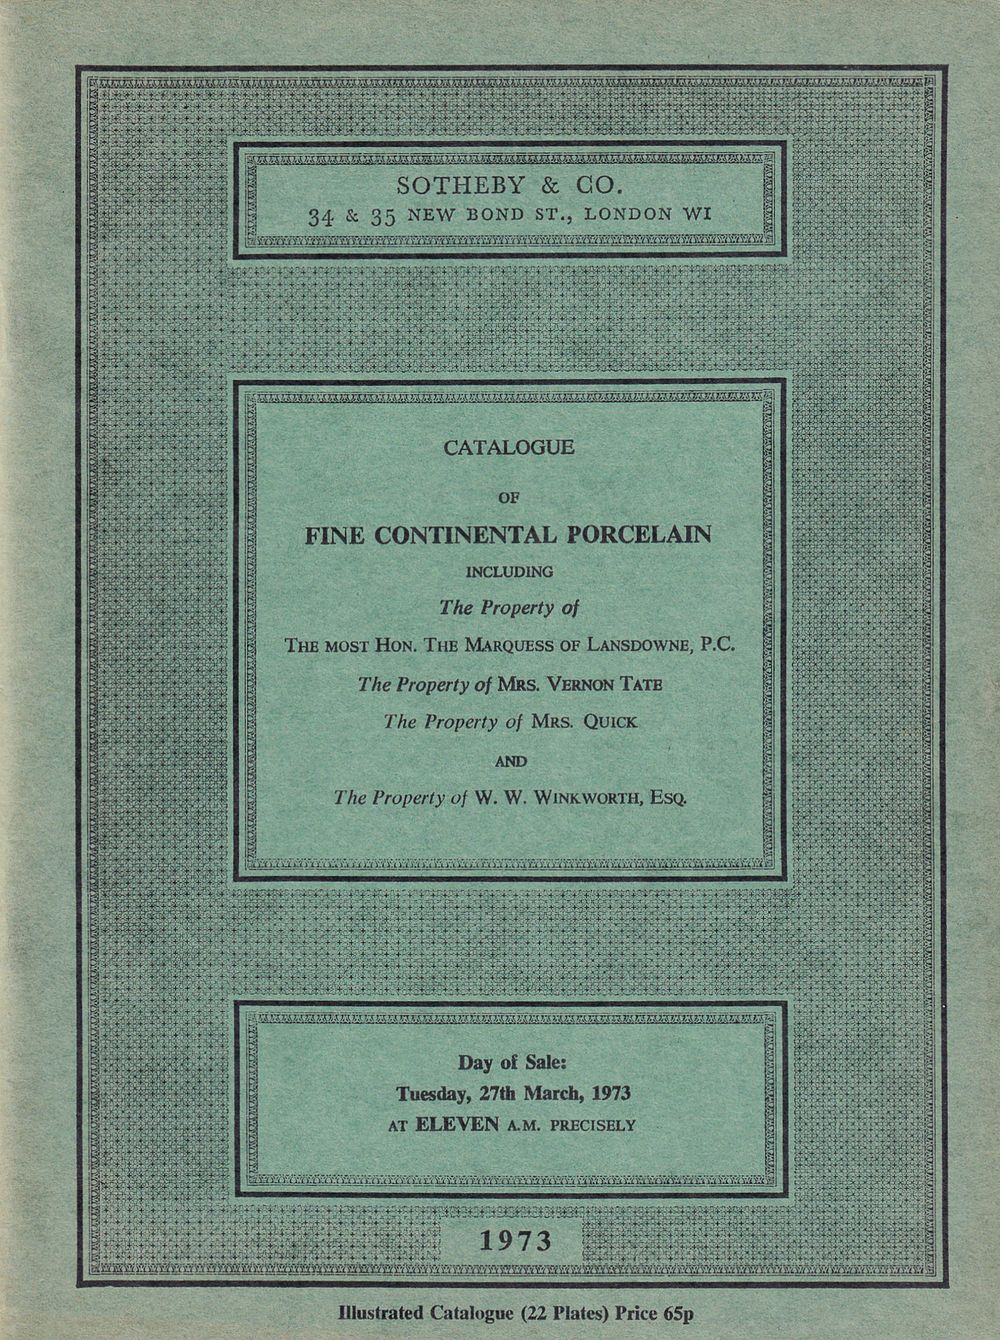 SOTHEBY & CO.
34 & 35 NEW BOND ST., LONDON WI
CATALOGUE
OF
FINE CONTINENTAL PORCELAIN
INCLUDING
The Property of
THE MOST HON. THE MARQUESS OF LANSDOWNE, P.C.
The Property of MRS. VERNON TATE
The Property of MRS. QUICK
AND
The Property of W. W. WINKWORTH, ESQ.
Day of Sale:
Tuesday, 27th March, 1973
AT ELEVEN A.M. PRECISELY
1973
Illustrated Catalogue (22 Plates) Price 65p